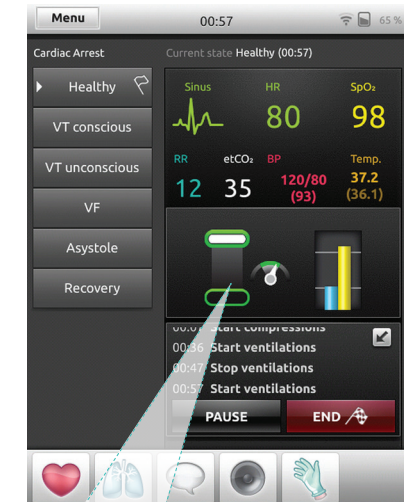 Menu
00:57
65 %
Cardiac Arrest
Current state Healthy (00:57)
Healthy
VT conscious
VT unconscious
VF
Asystole
Recovery
Sinus HR SpO₂
80 98
RR etCO₂ BP Temp.
12 35 120/80 37.2
(93) (36.1)
00:07 Start compressions
00:36 Start ventilations
00:47 Stop ventilations
00:57 Start ventilations
PAUSE END